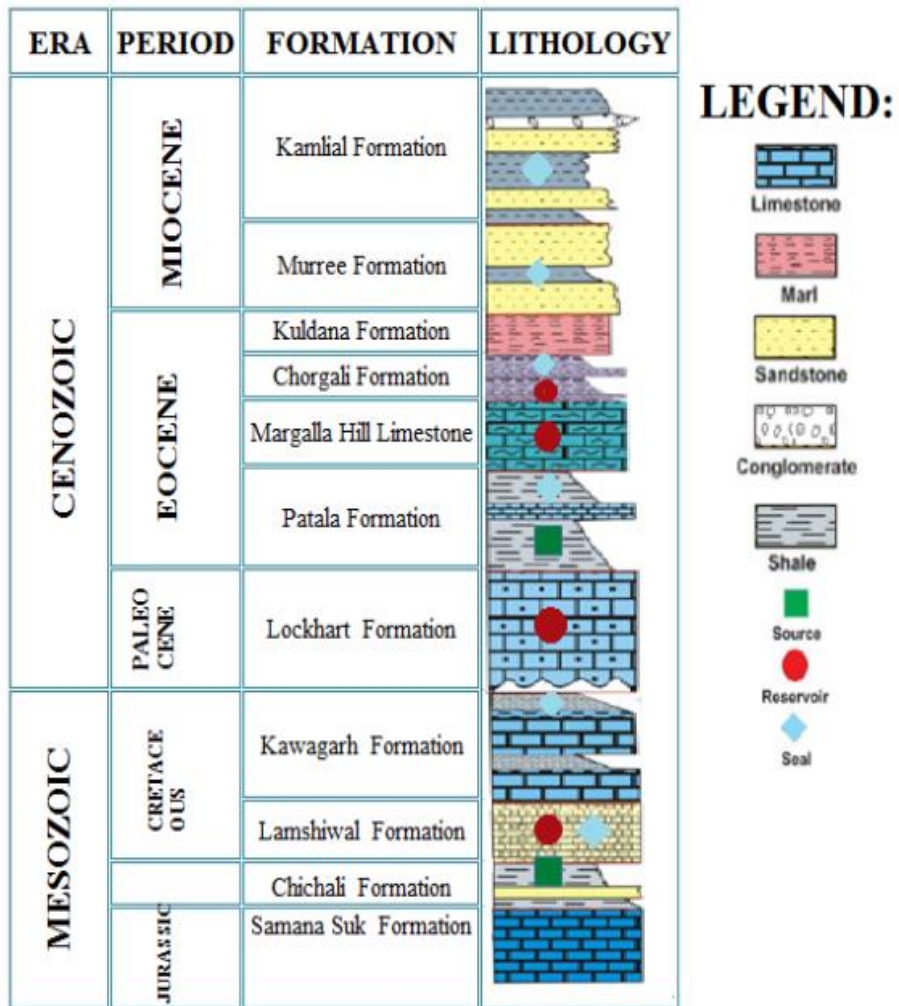 ERA PERIOD FORMATION LITHOLOGY
CENOZOIC
MIOCENE
Kamlial Formation
Murree Formation
EOCENE
Kuldana Formation
Chorgali Formation
Margalla Hill Limestone
Patala Formation
PALEO
CENE
Lockhart Formation
MESOZOIC
CRETACE
OUS
Kawagarh Formation
Lamshiwal Formation
Chichali Formation
JURASSIC
Samana Suk Formation
LEGEND:
Limestone
Marl
Sandstone
Conglomerate
Shale
Source
Reservoir
Seal